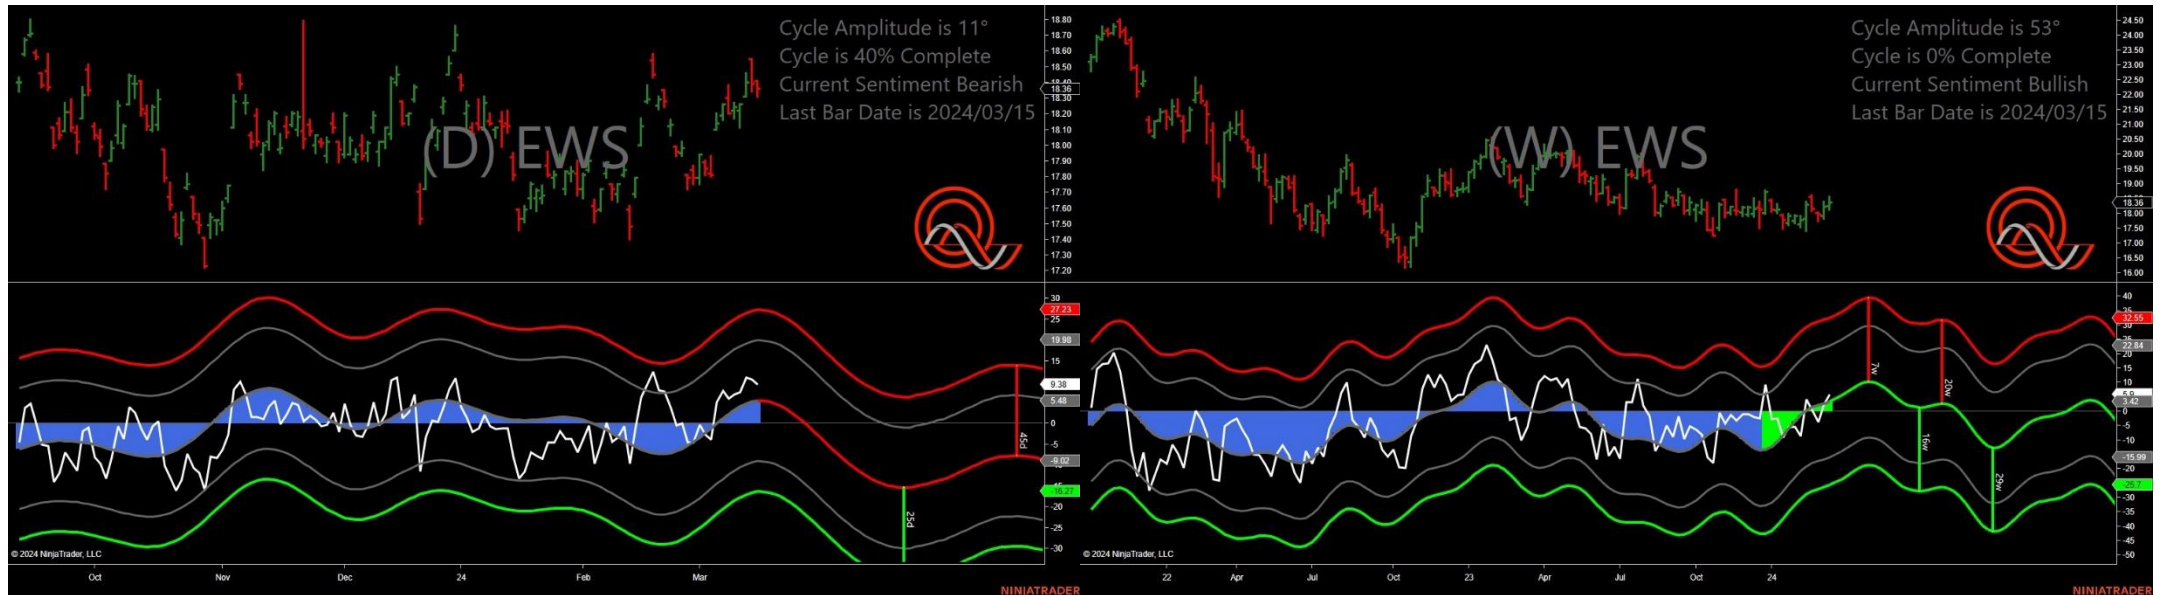 Cycle Amplitude is 11°
Cycle is 40% Complete
Current Sentiment Bearish
Last Bar Date is 2024/03/15
(D) EWS
18.80
18.70
18.60
18.50
18.40
18.36
18.30
18.20
18.10
18.00
17.90
17.80
17.70
17.60
17.50
17.40
17.30
17.20
30
27.23
25
19.98
15
9.38
5.48
0
-5
-9.02
-16.27
-20
-25
-30
45d
25d
© 2024 NinjaTrader, LLC
Oct
Nov
Dec
24
Feb
Mar
NINJATRADER
Cycle Amplitude is 53°
Cycle is 0% Complete
Current Sentiment Bullish
Last Bar Date is 2024/03/15
(W) EWS
24.50
24.00
23.50
23.00
22.50
22.00
21.50
21.00
20.50
20.00
19.50
19.00
18.36
18.00
17.50
17.00
16.50
16.00
40
35
32.55
30
22.84
20
15
10
3.42
0
-5
-10
-15.99
-20
-25.7
-30
-35
-40
-45
-50
7w
20w
16w
29w
© 2024 NinjaTrader, LLC
22
Apr
Jul
Oct
23
Apr
Jul
Oct
24
NINJATRADER